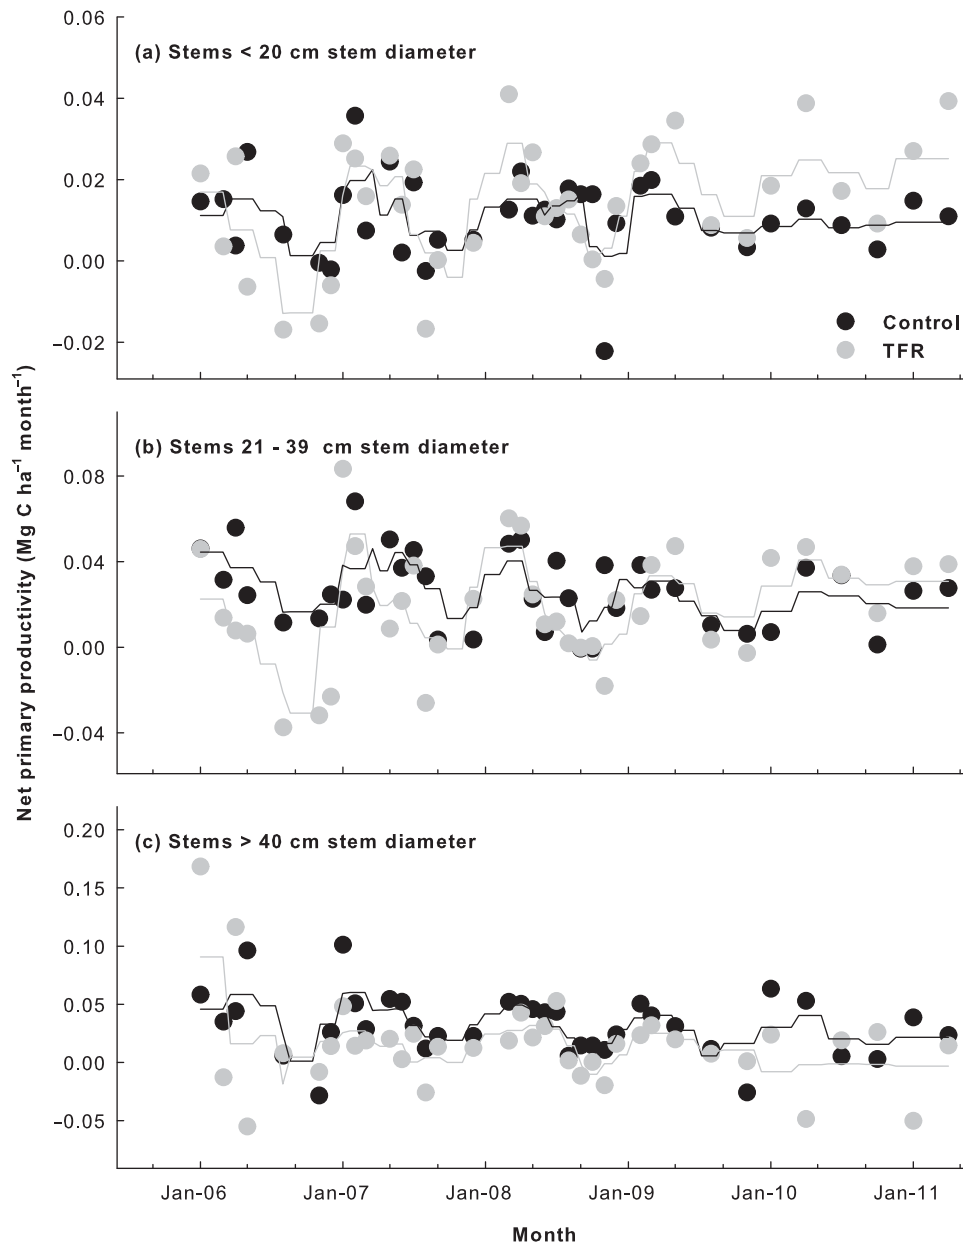 0.06
(a) Stems < 20 cm stem diameter
0.04
0.02
0.00
−0.02
Control
TFR
(b) Stems 21 - 39 cm stem diameter
0.08
0.04
0.00
−0.04
Net primary productivity (Mg C ha⁻¹ month⁻¹)
0.20
(c) Stems > 40 cm stem diameter
0.15
0.10
0.05
0.00
−0.05
Jan-06 Jan-07 Jan-08 Jan-09 Jan-10 Jan-11
Month